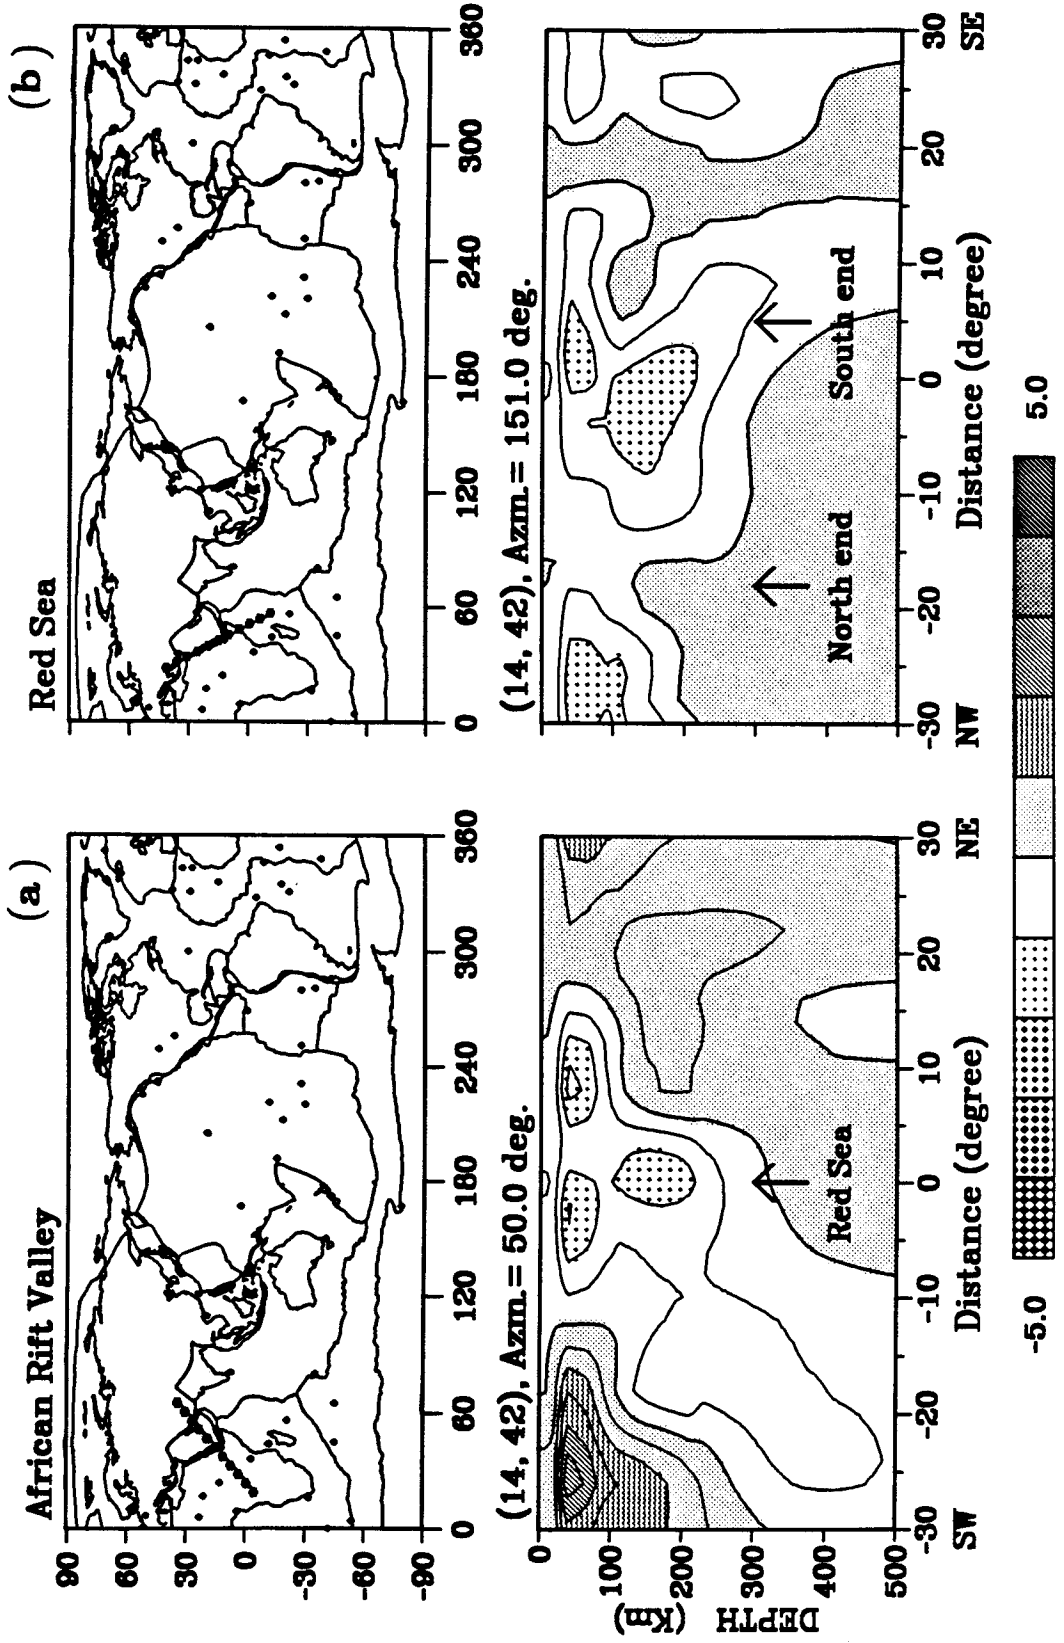 (a)
African Rift Valley
90
60
30
0
-30
-60
-90
0 60 120 180 240 300 360
(14, 42), Azm.= 50.0 deg.
0
100
200
300
400
500
DEPTH
(Km)
Red Sea
-30 -20 -10 0 10 20 30
SW Distance (degree) NE
(b)
Red Sea
0 60 120 180 240 300 360
(14, 42), Azm.= 151.0 deg.
North end South end
-30 -20 -10 0 10 20 30
NW Distance (degree) SE
-5.0 5.0